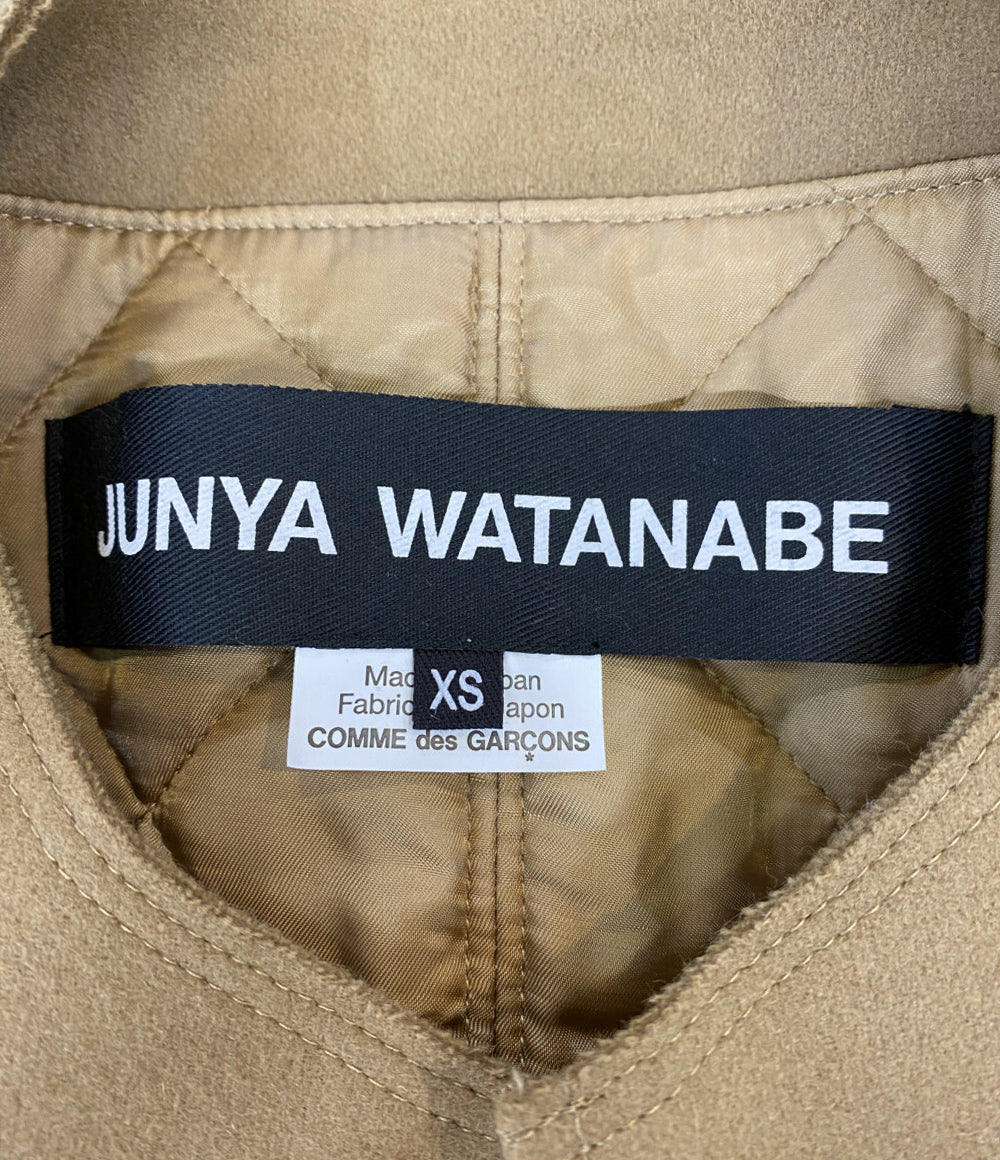 JUNYA WATANABE
XS
COMME des GARÇONS
*